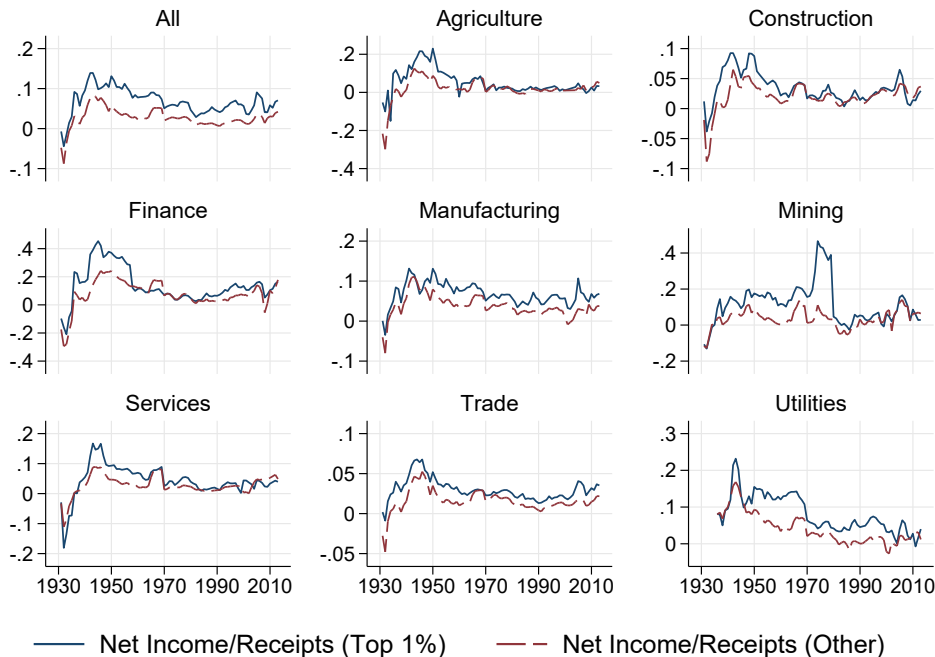 All
Agriculture
Construction
.2
.1
0
-.1
.2
0
-.2
-.4
.1
.05
0
-.05
-.1
Finance
Manufacturing
Mining
.4
.2
0
-.2
-.4
.2
.1
0
-.1
.4
.2
0
-.2
Services
Trade
Utilities
.2
.1
0
-.1
-.2
.1
.05
0
-.05
.3
.2
.1
0
1930 1950 1970 1990 2010
1930 1950 1970 1990 2010
1930 1950 1970 1990 2010
Net Income/Receipts (Top 1%)
Net Income/Receipts (Other)